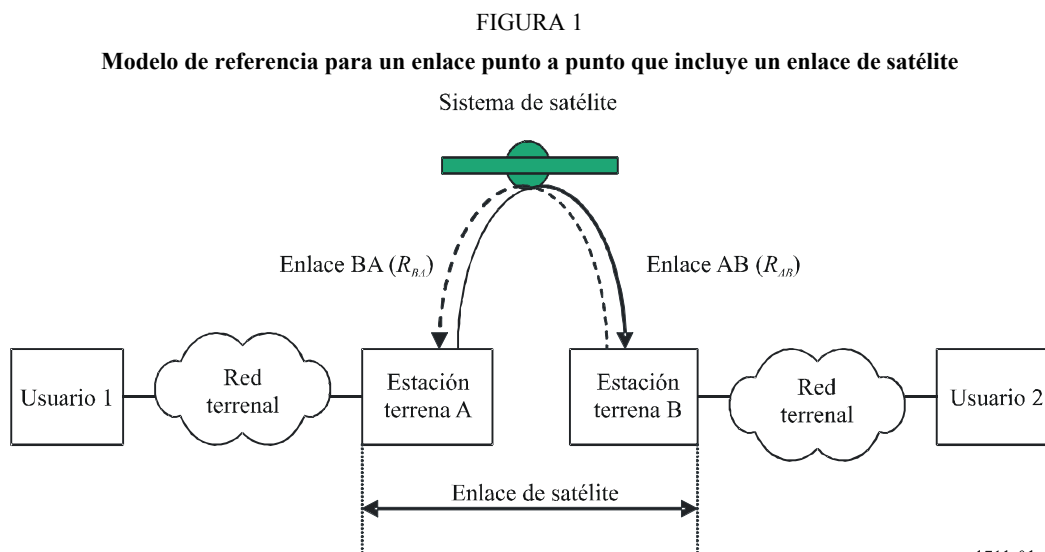 FIGURA 1
Modelo de referencia para un enlace punto a punto que incluye un enlace de satélite
Sistema de satélite
Enlace BA (R_BA)
Enlace AB (R_AB)
Usuario 1
Red
terrenal
Estación
terrena A
Estación
terrena B
Red
terrenal
Usuario 2
Enlace de satélite